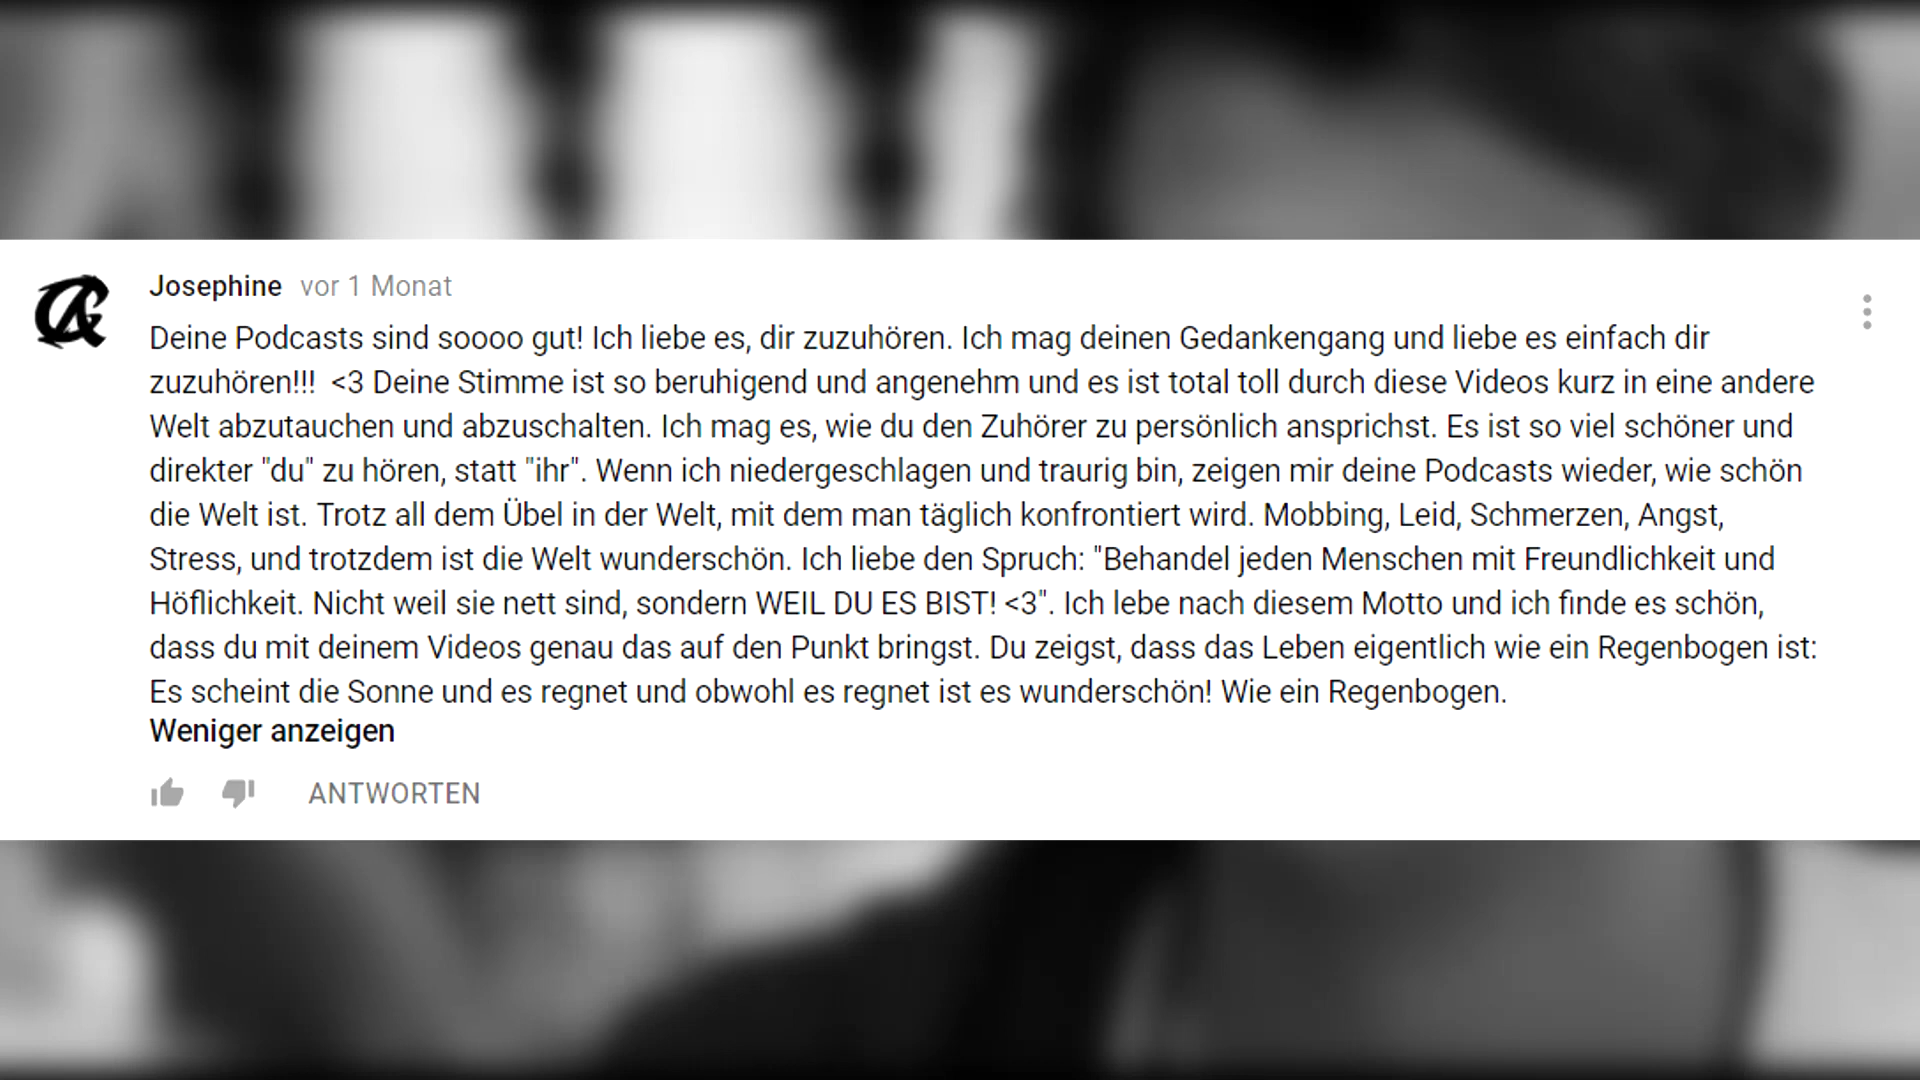 Josephine vor 1 Monat
Deine Podcasts sind soooo gut! Ich liebe es, dir zuzuhören. Ich mag deinen Gedankengang und liebe es einfach dir
zuzuhören!!!  <3 Deine Stimme ist so beruhigend und angenehm und es ist total toll durch diese Videos kurz in eine andere
Welt abzutauchen und abzuschalten. Ich mag es, wie du den Zuhörer zu persönlich ansprichst. Es ist so viel schöner und
direkter "du" zu hören, statt "ihr". Wenn ich niedergeschlagen und traurig bin, zeigen mir deine Podcasts wieder, wie schön
die Welt ist. Trotz all dem Übel in der Welt, mit dem man täglich konfrontiert wird. Mobbing, Leid, Schmerzen, Angst,
Stress, und trotzdem ist die Welt wunderschön. Ich liebe den Spruch: "Behandel jeden Menschen mit Freundlichkeit und
Höflichkeit. Nicht weil sie nett sind, sondern WEIL DU ES BIST! <3". Ich lebe nach diesem Motto und ich finde es schön,
dass du mit deinem Videos genau das auf den Punkt bringst. Du zeigst, dass das Leben eigentlich wie ein Regenbogen ist:
Es scheint die Sonne und es regnet und obwohl es regnet ist es wunderschön! Wie ein Regenbogen.
Weniger anzeigen
ANTWORTEN